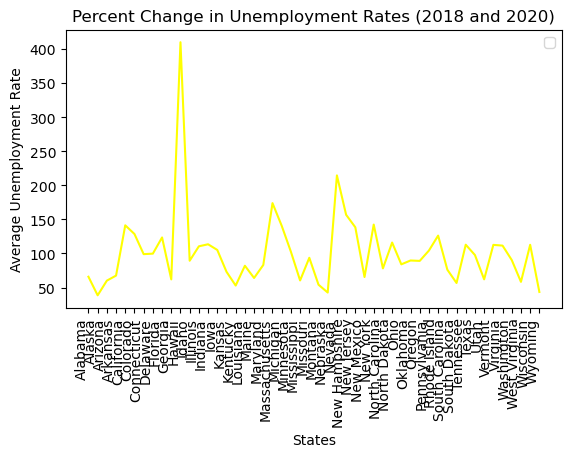 Percent Change in Unemployment Rates (2018 and 2020)
400
350
300
250
200
150
100
50
Average Unemployment Rate
Alabama
Alaska
Arizona
Arkansas
California
Colorado
Connecticut
Delaware
Florida
Georgia
Hawaii
Idaho
Illinois
Indiana
Iowa
Kansas
Kentucky
Louisiana
Maine
Maryland
Massachusetts
Michigan
Minnesota
Mississippi
Missouri
Montana
Nebraska
Nevada
New Hampshire
New Jersey
New Mexico
New York
North Carolina
North Dakota
Ohio
Oklahoma
Oregon
Pennsylvania
Rhode Island
South Carolina
South Dakota
Tennessee
Texas
Utah
Vermont
Virginia
Washington
West Virginia
Wisconsin
Wyoming
States